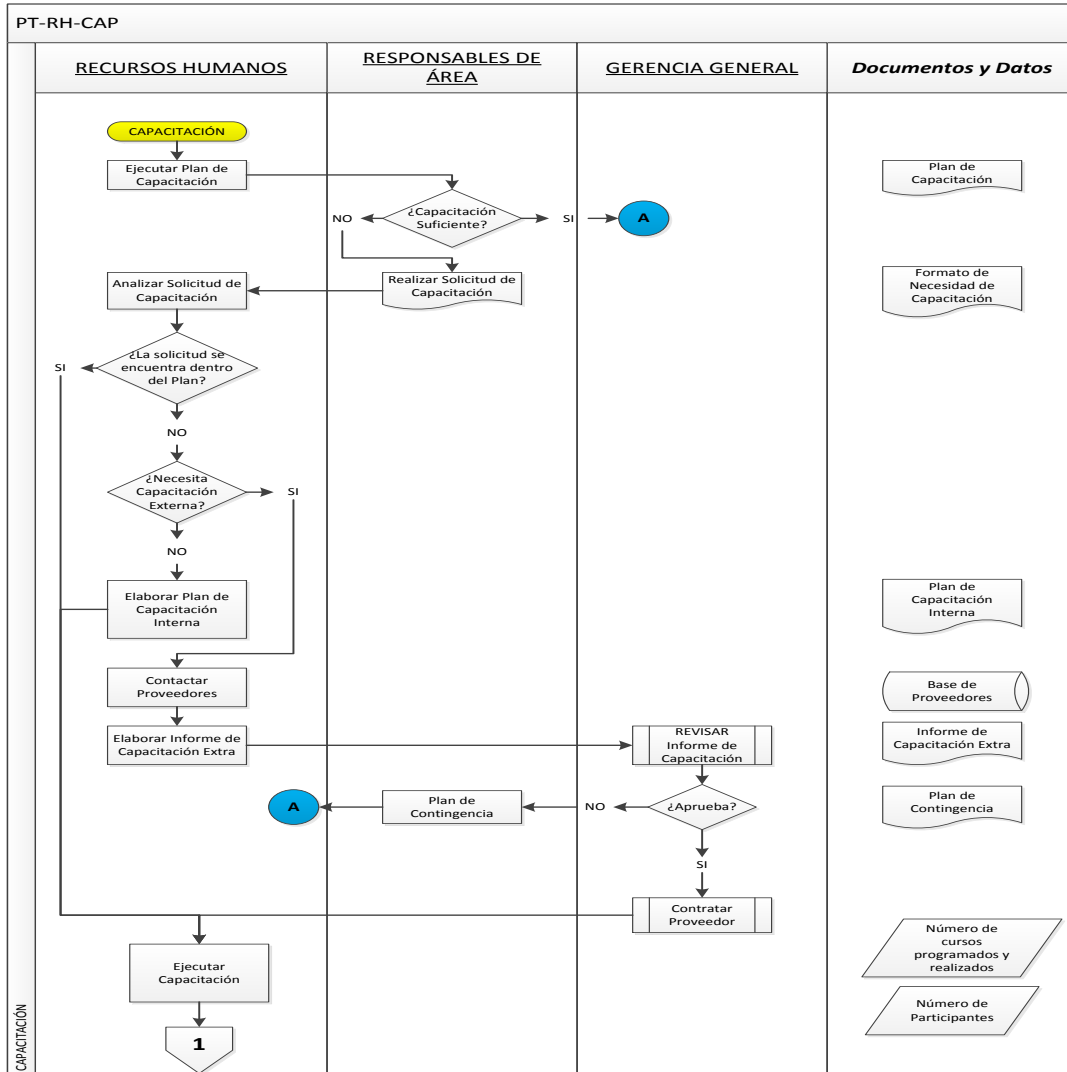 PT-RH-CAP
RECURSOS HUMANOS
RESPONSABLES DE
ÁREA
GERENCIA GENERAL
Documentos y Datos
CAPACITACIÓN
Ejecutar Plan de
Capacitación
Plan de
Capacitación
¿Capacitación
Suficiente?
NO
SI
A
Analizar Solicitud de
Capacitación
Realizar Solicitud de
Capacitación
Formato de
Necesidad de
Capacitación
¿La solicitud se
encuentra dentro
del Plan?
SI
NO
¿Necesita
Capacitación
Externa?
SI
NO
Elaborar Plan de
Capacitación
Interna
Plan de
Capacitación
Interna
Contactar
Proveedores
Base de
Proveedores
Elaborar Informe de
Capacitación Extra
REVISAR
Informe de
Capacitación
Informe de
Capacitación Extra
A
Plan de
Contingencia
NO
¿Aprueba?
Plan de
Contingencia
SI
Contratar
Proveedor
Ejecutar
Capacitación
Número de
cursos
programados y
realizados
Número de
Participantes
1
CAPACITACIÓN